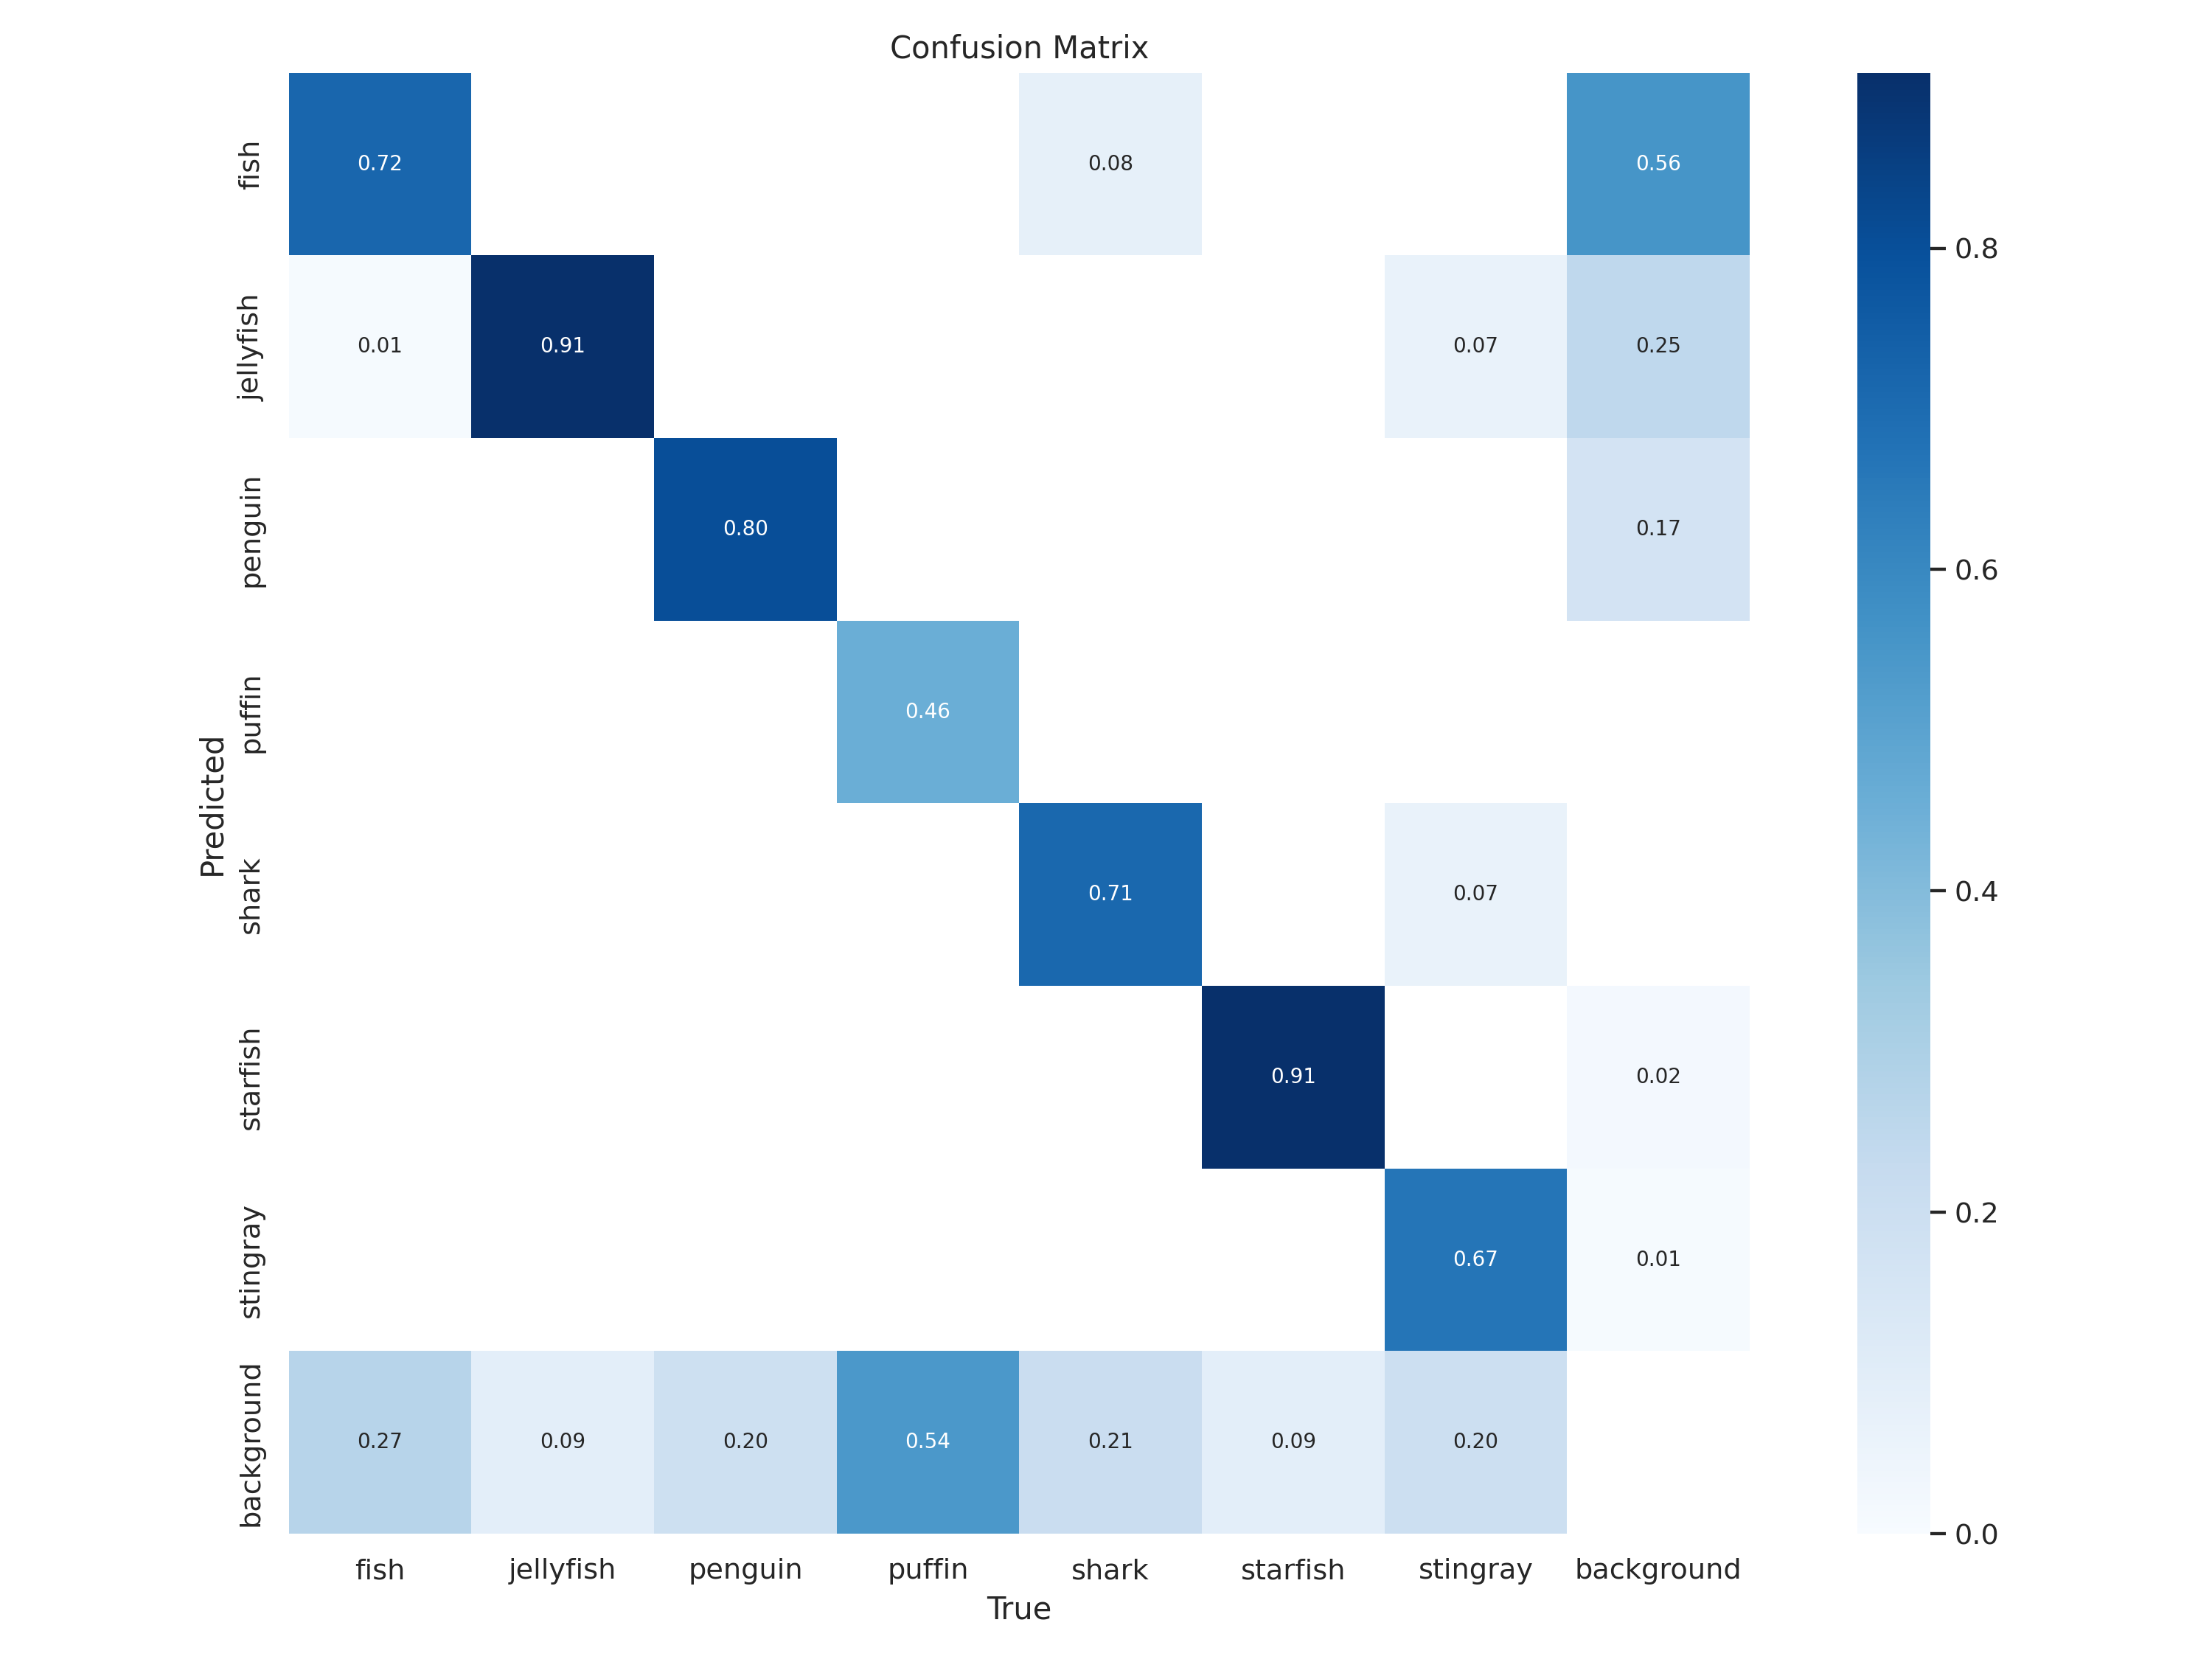 Confusion Matrix
fish 0.72 0.08 0.56
jellyfish 0.01 0.91 0.07 0.25
penguin 0.80 0.17
puffin 0.46
shark 0.71 0.07
starfish 0.91 0.02
stingray 0.67 0.01
background 0.27 0.09 0.20 0.54 0.21 0.09 0.20
fish jellyfish penguin puffin shark starfish stingray background
True
Predicted
0.8
0.6
0.4
0.2
0.0